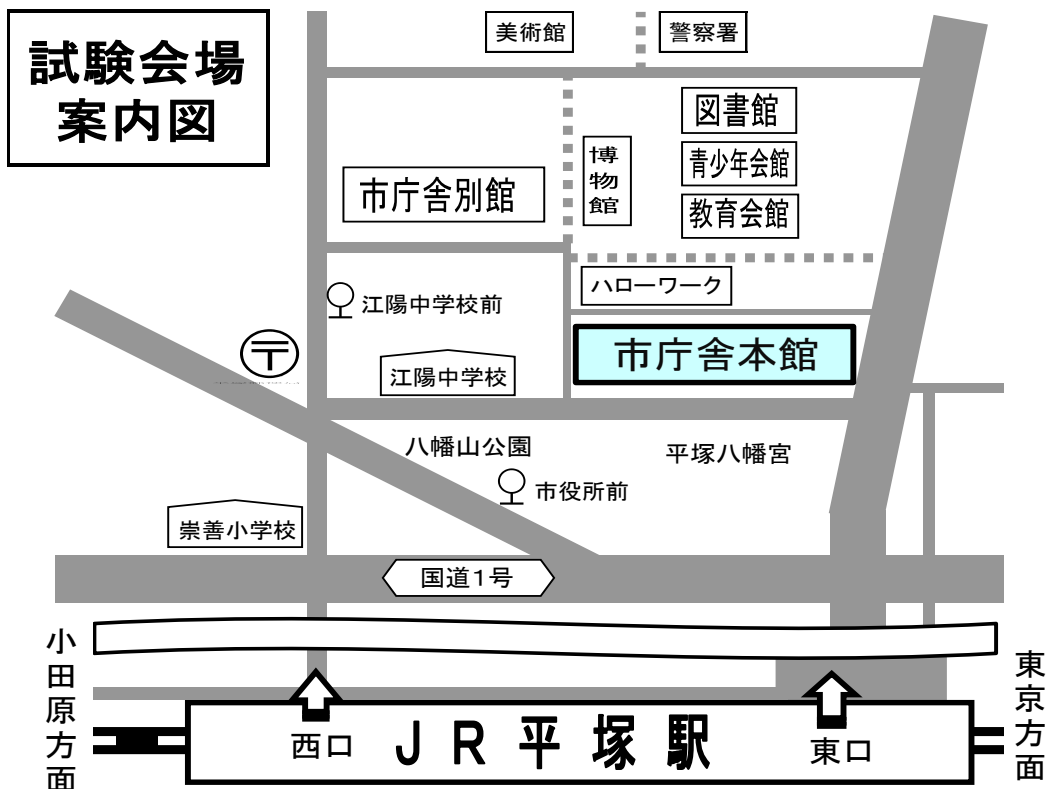 試験会場
案内図
美術館
警察署
図書館
青少年会館
教育会館
博物館
市庁舎別館
ハローワーク
江陽中学校前
〒
江陽中学校
市庁舎本館
八幡山公園
平塚八幡宮
市役所前
崇善小学校
国道1号
小田原方面
東京方面
西口
JR平塚駅
東口